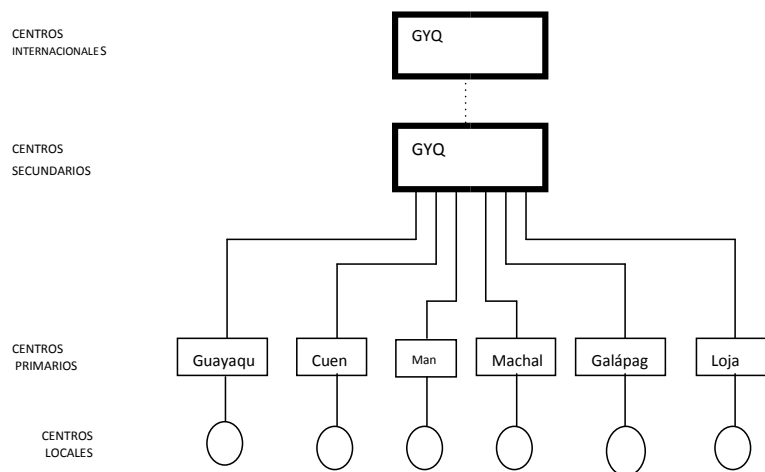 CENTROS
INTERNACIONALES
GYQ
CENTROS
SECUNDARIOS
GYQ
CENTROS
PRIMARIOS
Guayaqu
Cuen
Man
Machal
Galápag
Loja
CENTROS
LOCALES